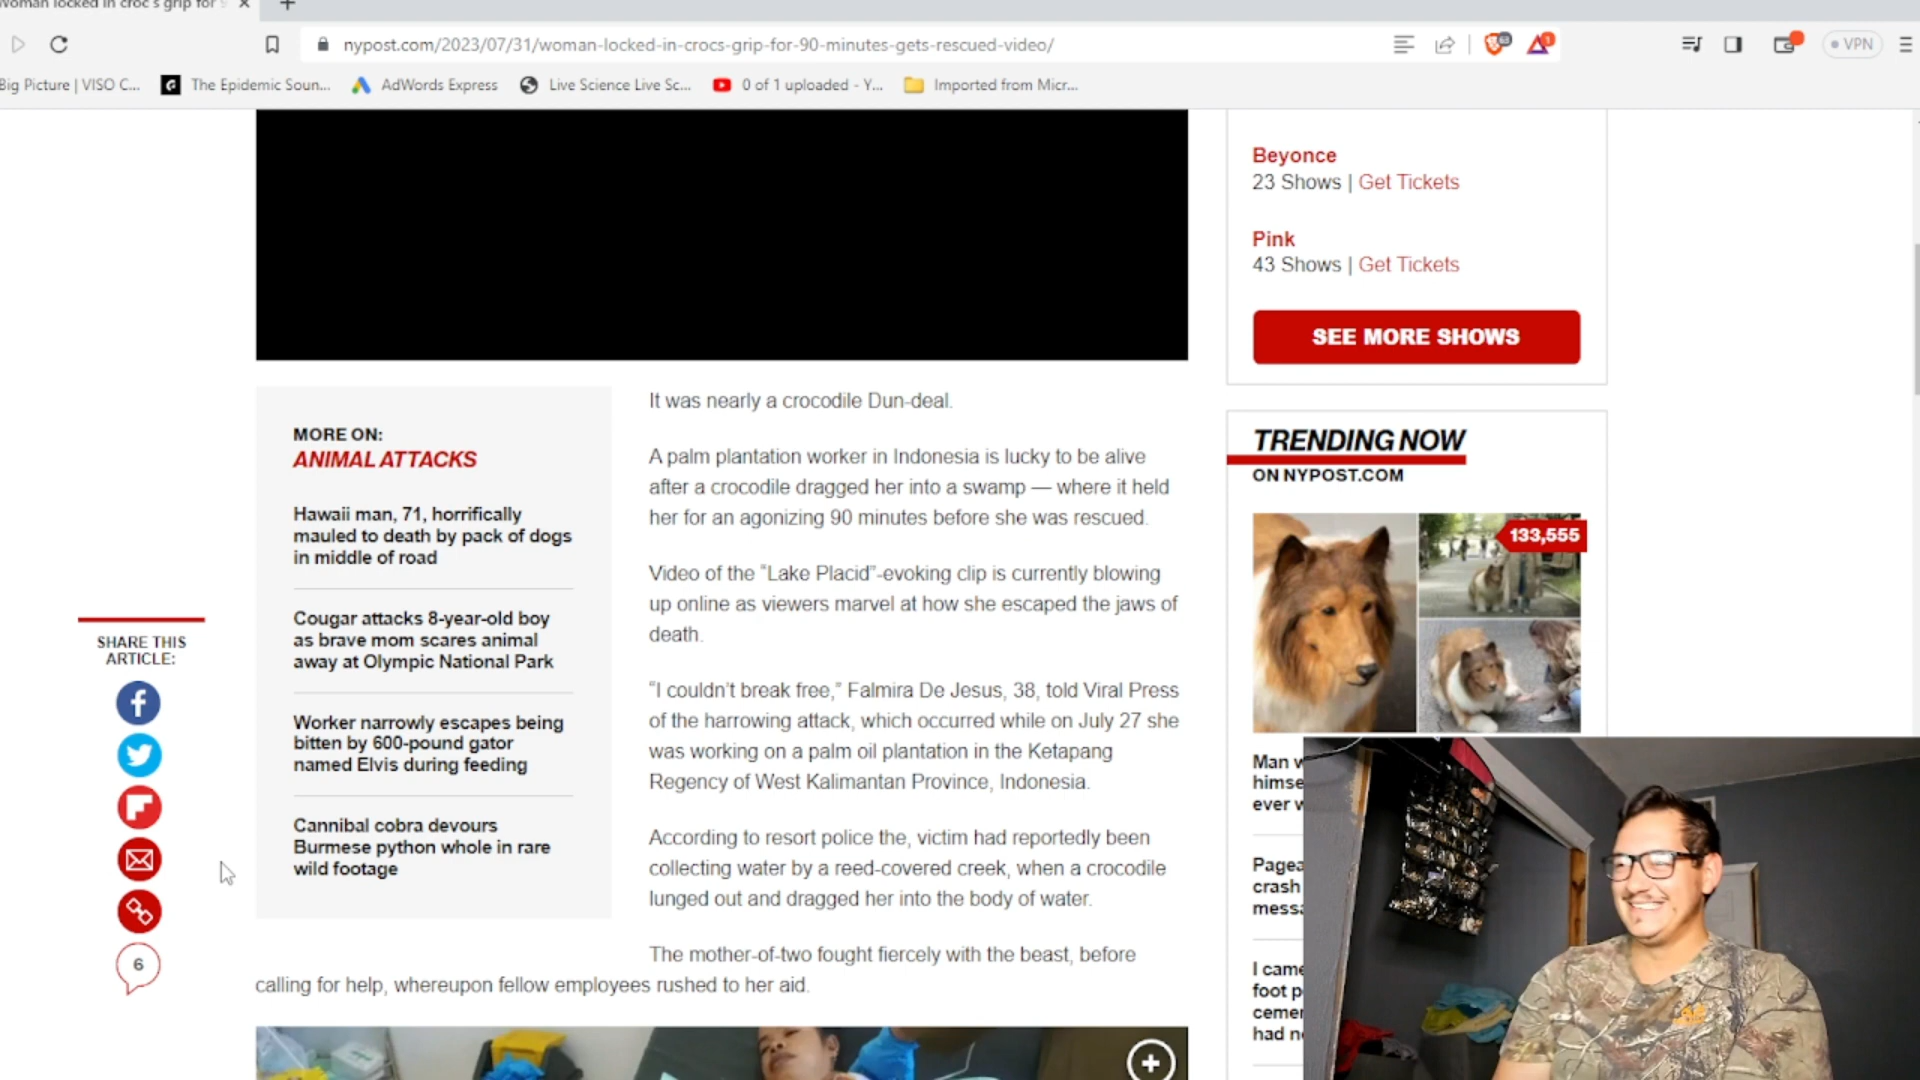 Woman locked in croc's grip for 9
nypost.com/2023/07/31/woman-locked-in-crocs-grip-for-90-minutes-gets-rescued-video/
VPN
Big Picture | VISO C...
The Epidemic Soun...
AdWords Express
Live Science Live Sc...
0 of 1 uploaded - Y...
Imported from Micr...
Beyonce
23 Shows | Get Tickets
Pink
43 Shows | Get Tickets
SEE MORE SHOWS
MORE ON:
ANIMAL ATTACKS
Hawaii man, 71, horrifically
mauled to death by pack of dogs
in middle of road
Cougar attacks 8-year-old boy
as brave mom scares animal
away at Olympic National Park
Worker narrowly escapes being
bitten by 600-pound gator
named Elvis during feeding
Cannibal cobra devours
Burmese python whole in rare
wild footage
SHARE THIS
ARTICLE:
6
It was nearly a crocodile Dun-deal.
A palm plantation worker in Indonesia is lucky to be alive
after a crocodile dragged her into a swamp — where it held
her for an agonizing 90 minutes before she was rescued.
Video of the “Lake Placid”-evoking clip is currently blowing
up online as viewers marvel at how she escaped the jaws of
death.
“I couldn’t break free,” Falmira De Jesus, 38, told Viral Press
of the harrowing attack, which occurred while on July 27 she
was working on a palm oil plantation in the Ketapang
Regency of West Kalimantan Province, Indonesia.
According to resort police the, victim had reportedly been
collecting water by a reed-covered creek, when a crocodile
lunged out and dragged her into the body of water.
The mother-of-two fought fiercely with the beast, before
calling for help, whereupon fellow employees rushed to her aid.
TRENDING NOW
ON NYPOST.COM
133,555
Man w
himse
ever w
Pagea
crash
messa
I came
foot p
cemer
had n